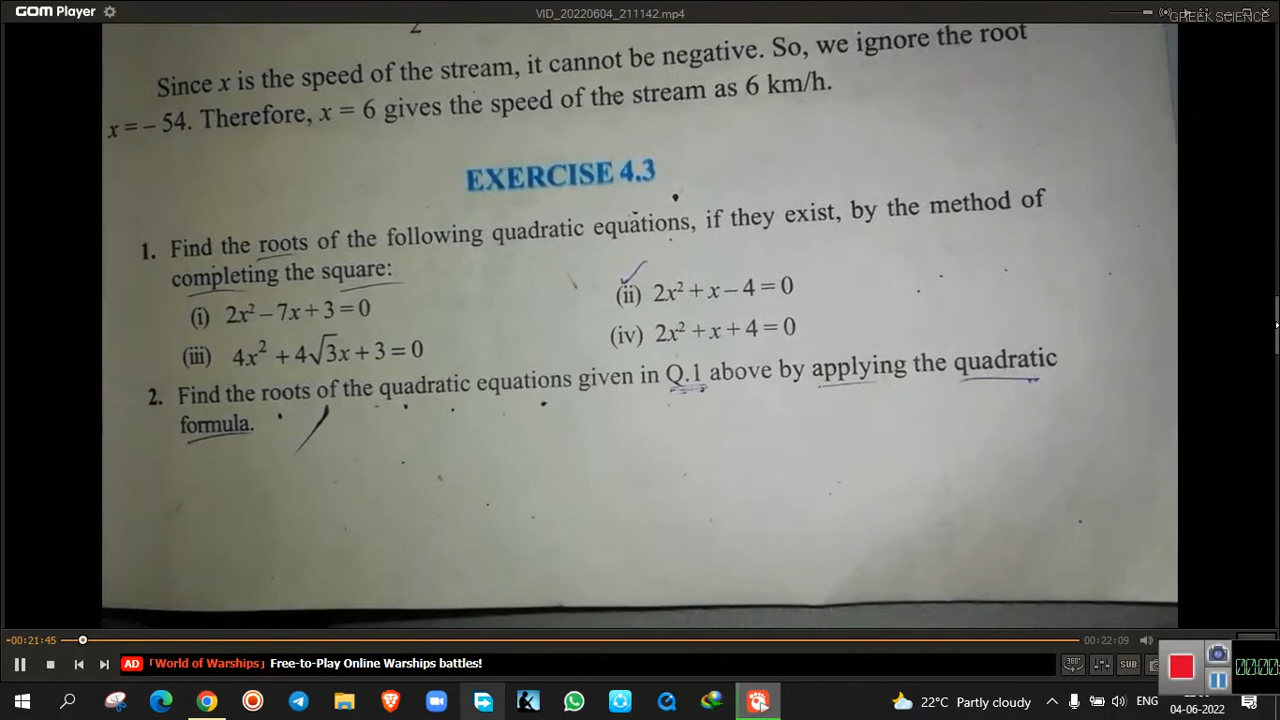 GOM Player
VID_20220604_211142.mp4
GREEK SCIENCE
2
Since x is the speed of the stream, it cannot be negative. So, we ignore the root
x = – 54. Therefore, x = 6 gives the speed of the stream as 6 km/h.
EXERCISE 4.3
1. Find the roots of the following quadratic equations, if they exist, by the method of
completing the square:
(i) 2x² – 7x + 3 = 0
(ii) 2x² + x – 4 = 0
(iii) 4x² + 4√3x + 3 = 0
(iv) 2x² + x + 4 = 0
2. Find the roots of the quadratic equations given in Q.1 above by applying the quadratic
formula.
-00:21:45
00:22:09
AD 「World of Warships」 Free-to-Play Online Warships battles!
360°
SUB
22°C Partly cloudy
ENG
04-06-2022